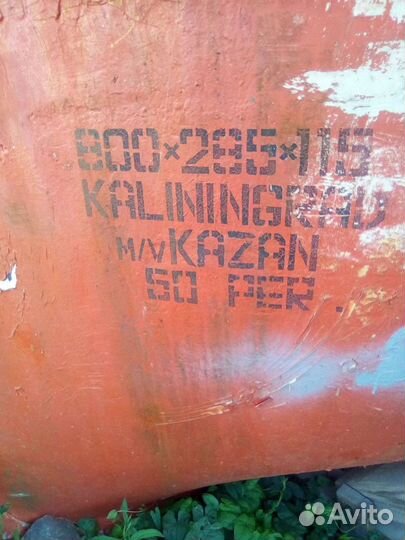 800×285×115
KALININGRAD
M/V KAZAN
50 PER.
Avito